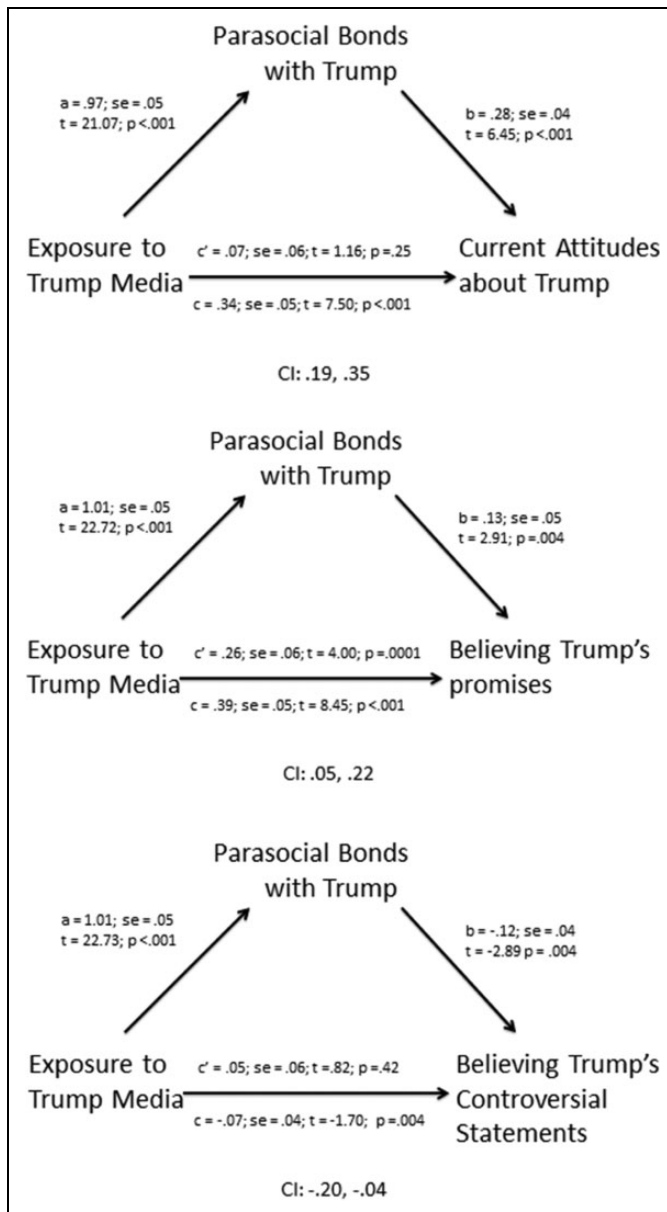 Parasocial Bonds
with Trump
a = .97; se = .05
t = 21.07; p <.001
b = .28; se = .04
t = 6.45; p <.001
Exposure to
Trump Media
c' = .07; se = .06; t = 1.16; p =.25
c = .34; se = .05; t = 7.50; p <.001
Current Attitudes
about Trump
CI: .19, .35
Parasocial Bonds
with Trump
a = 1.01; se = .05
t = 22.72; p <.001
b = .13; se = .05
t = 2.91; p =.004
Exposure to
Trump Media
c' = .26; se = .06; t = 4.00; p =.0001
c = .39; se = .05; t = 8.45; p <.001
Believing Trump's
promises
CI: .05, .22
Parasocial Bonds
with Trump
a = 1.01; se = .05
t = 22.73; p <.001
b = -.12; se = .04
t = -2.89 p = .004
Exposure to
Trump Media
c' = .05; se = .06; t =.82; p =.42
c = -.07; se = .04; t = -1.70; p =.004
Believing Trump's
Controversial
Statements
CI: -.20, -.04